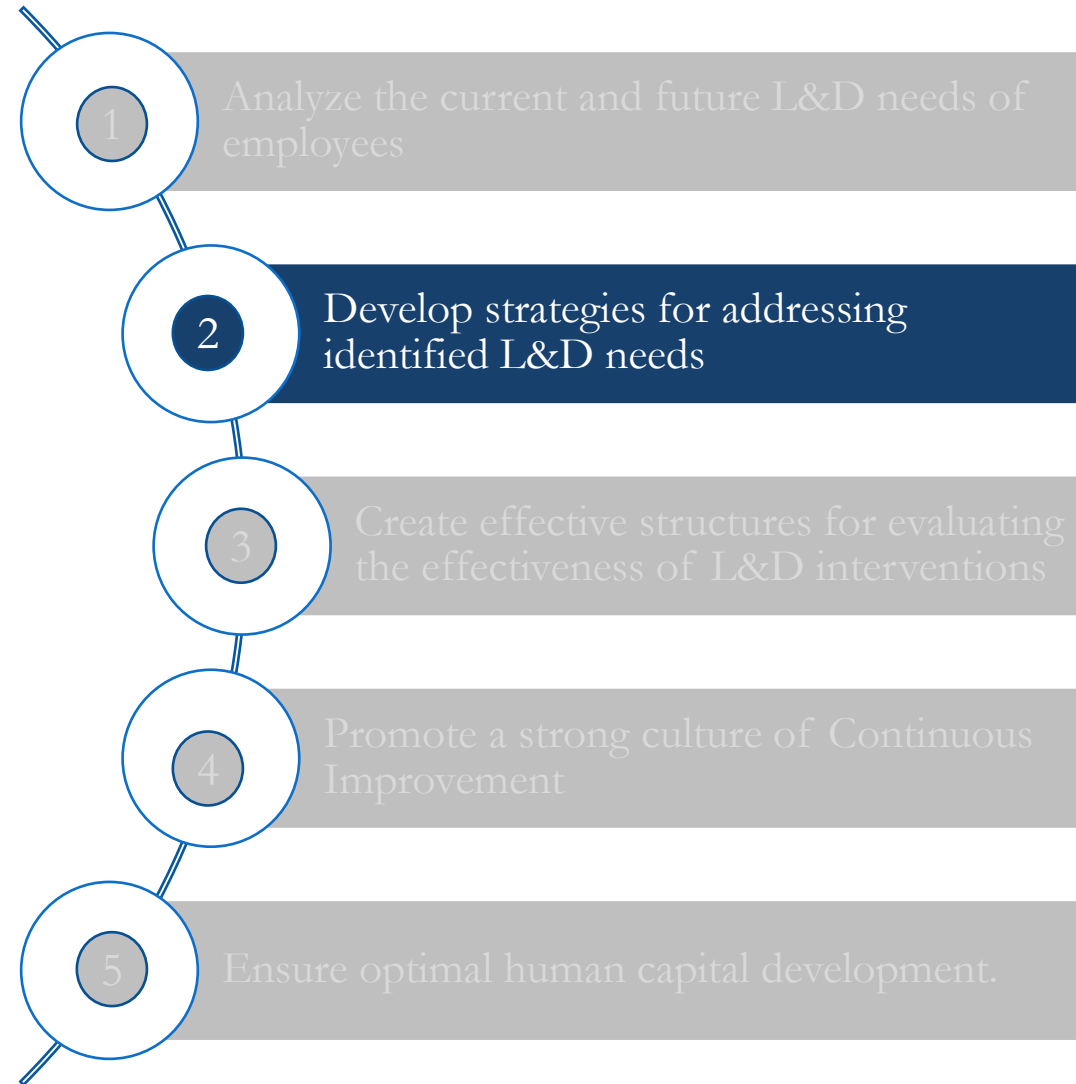 1
Analyze the current and future L&D needs of
employees
2
Develop strategies for addressing
identified L&D needs
3
Create effective structures for evaluating
the effectiveness of L&D interventions
4
Promote a strong culture of Continuous
Improvement
5
Ensure optimal human capital development.